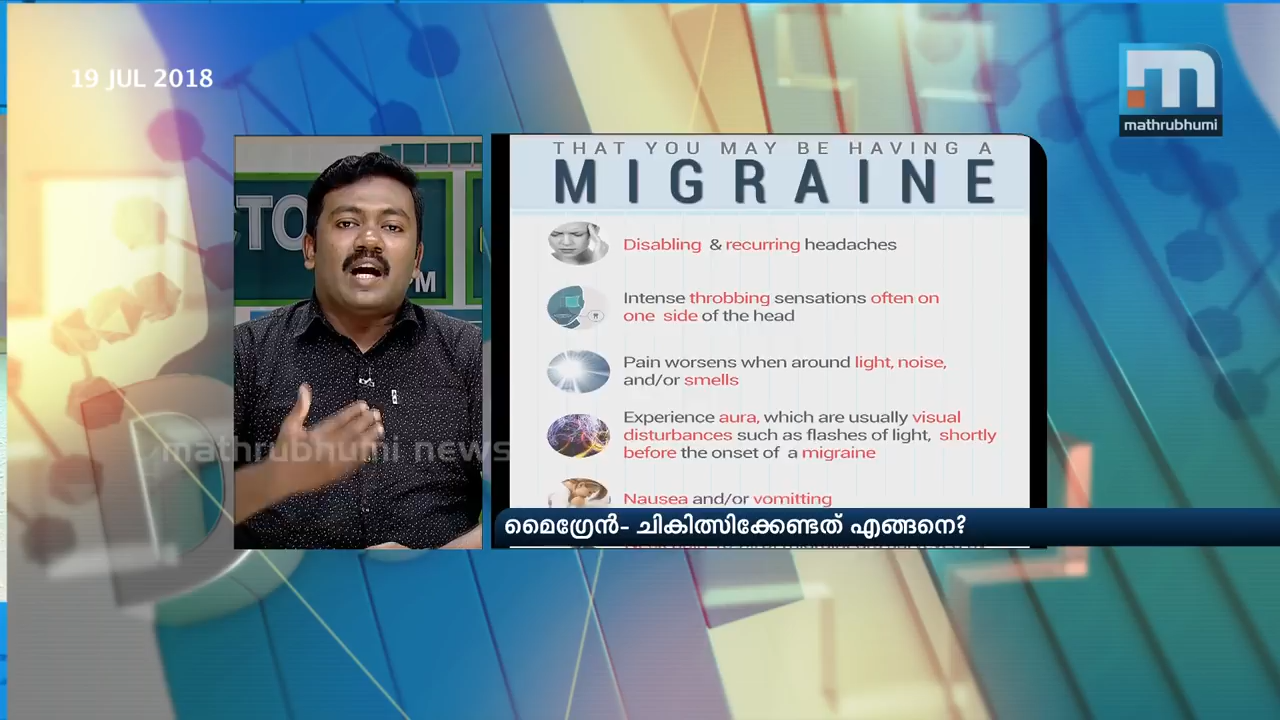 19 JUL 2018
mathrubhumi
THAT YOU MAY BE HAVING A
MIGRAINE
Disabling & recurring headaches
Intense throbbing sensations often on
one side of the head
Pain worsens when around light, noise,
and/or smells
Experience aura, which are usually visual
disturbances such as flashes of light, shortly
before the onset of a migraine
Nausea and/or vomitting
mathrubhumi news
മൈഗ്രേൻ- ചികിത്സിക്കേണ്ടത് എങ്ങനെ?